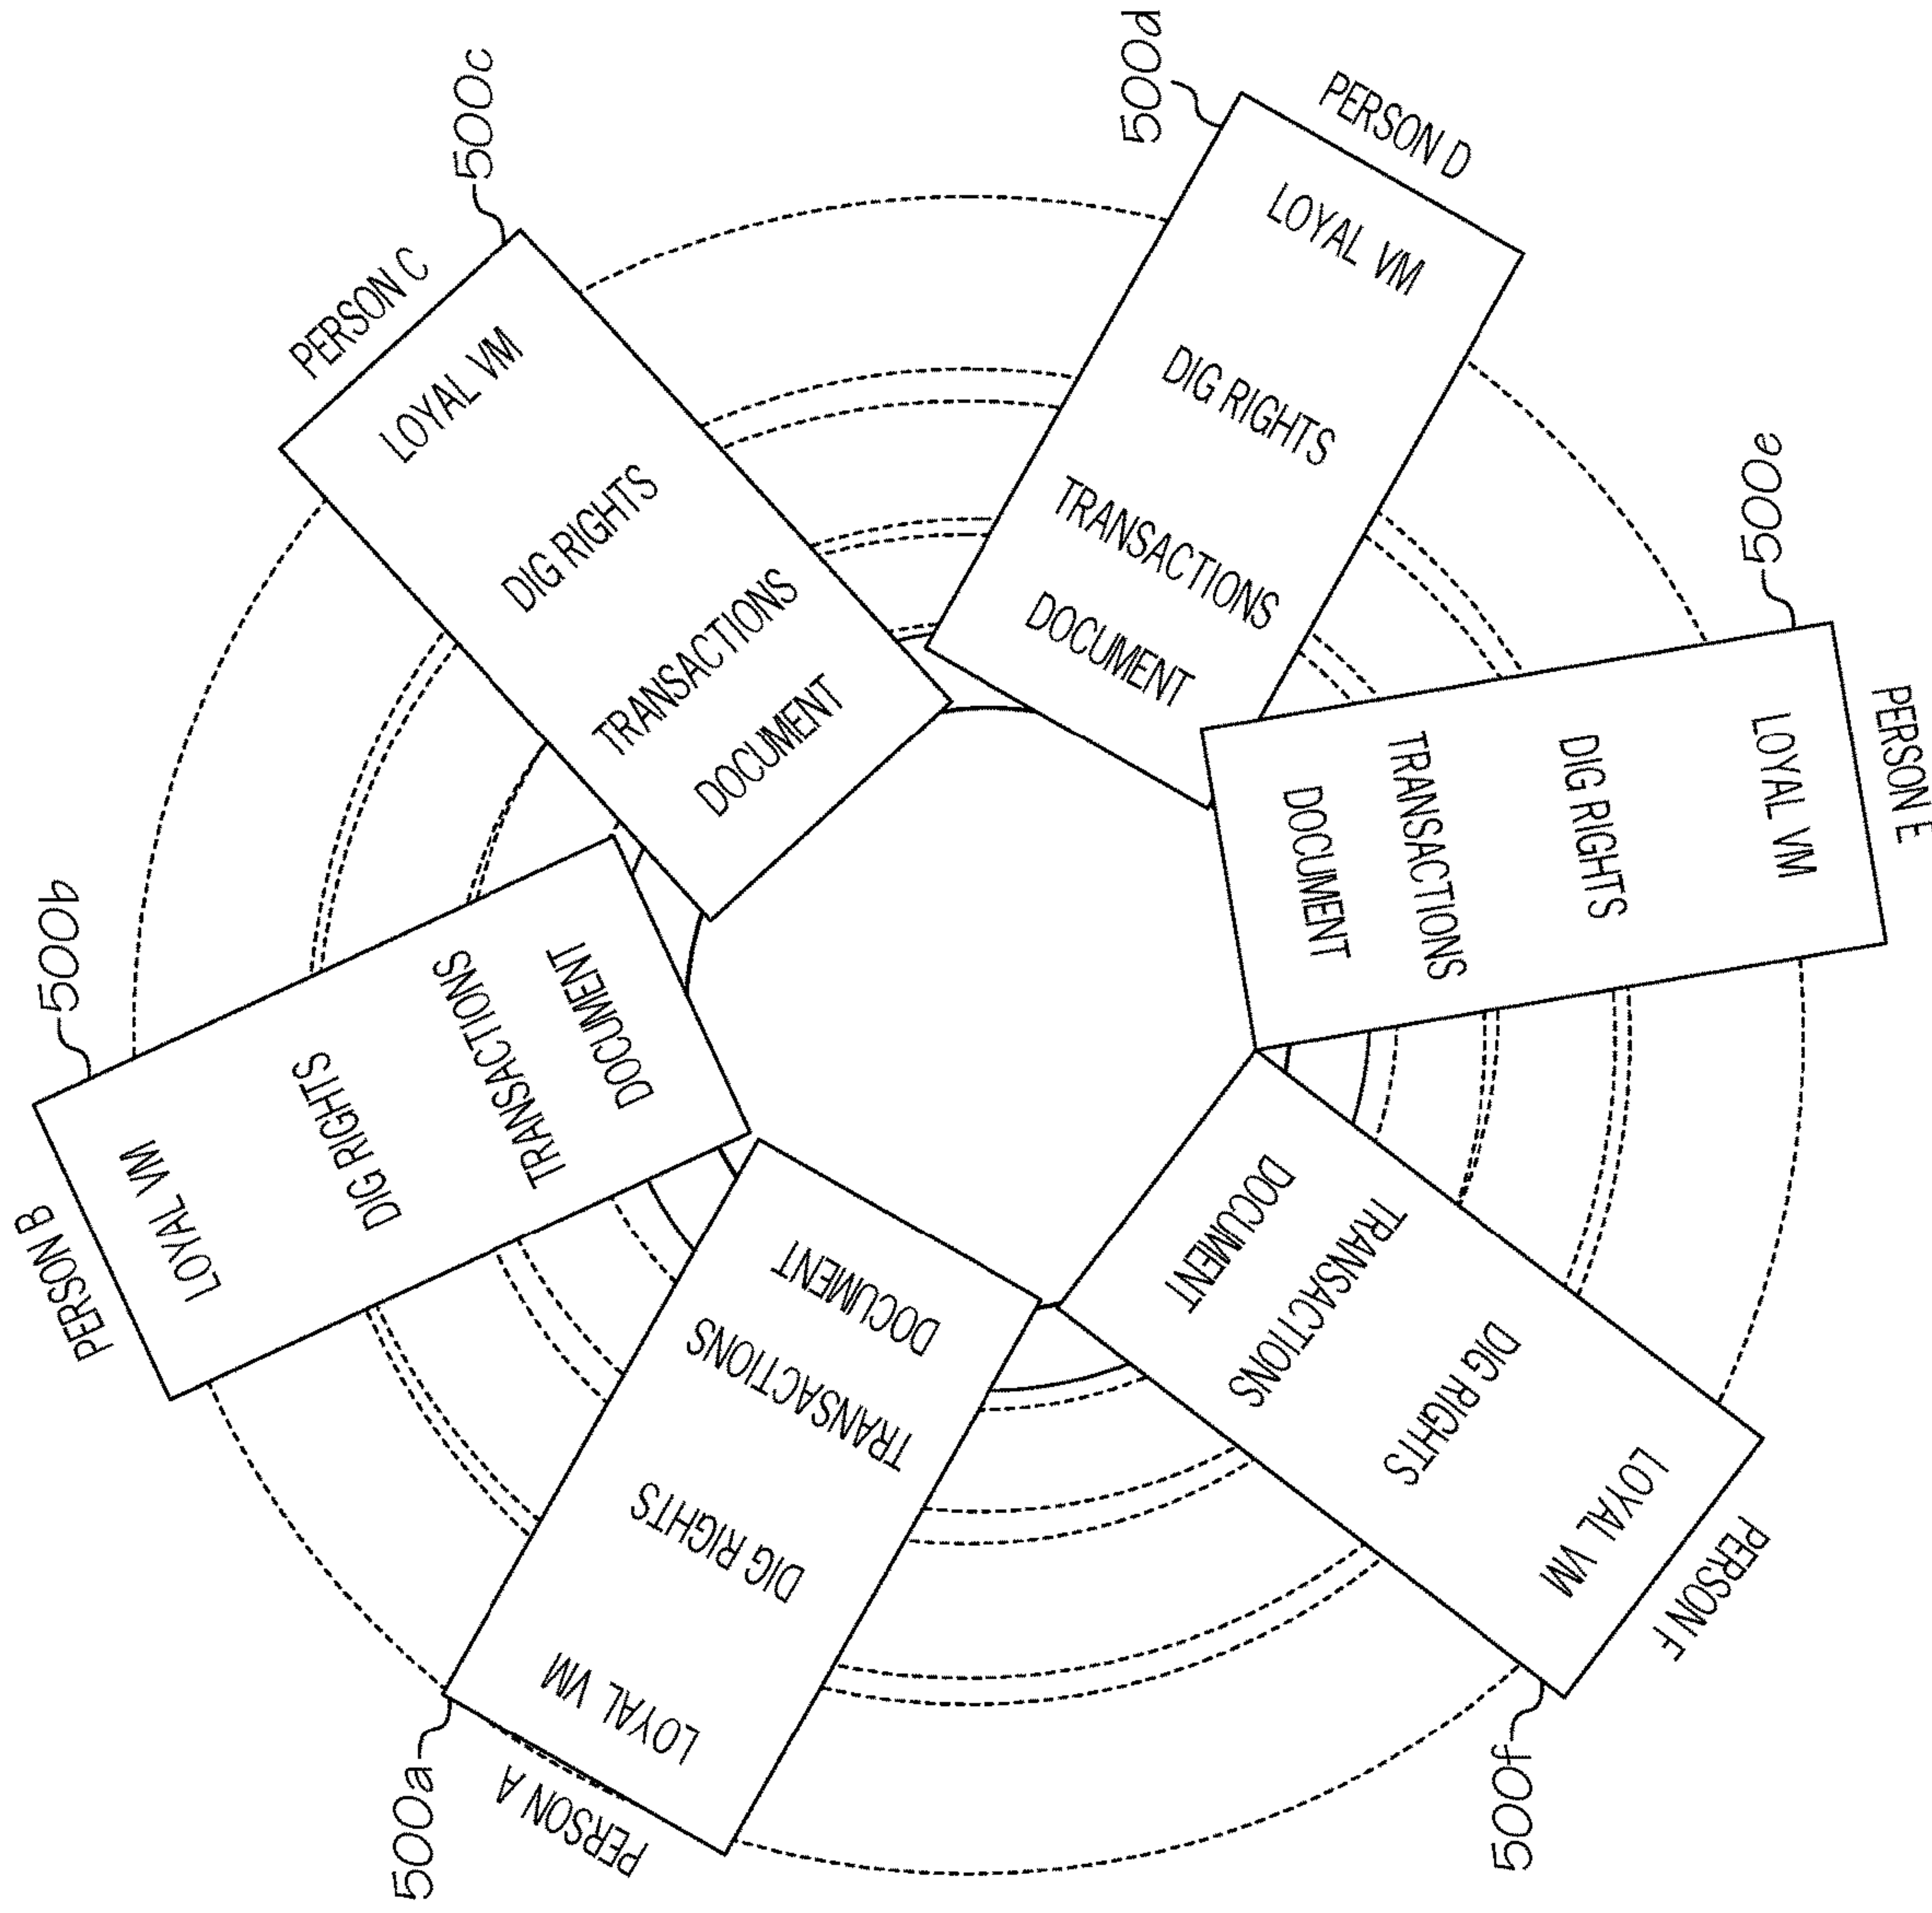 500a
PERSON A
LOYAL VM
DIG RIGHTS
TRANSACTIONS
DOCUMENT
500b
PERSON B
LOYAL VM
DIG RIGHTS
TRANSACTIONS
DOCUMENT
500c
PERSON C
LOYAL VM
DIG RIGHTS
TRANSACTIONS
DOCUMENT
500d
PERSON D
LOYAL VM
DIG RIGHTS
TRANSACTIONS
DOCUMENT
500e
PERSON E
LOYAL VM
DIG RIGHTS
TRANSACTIONS
DOCUMENT
500f
PERSON F
LOYAL VM
DIG RIGHTS
TRANSACTIONS
DOCUMENT